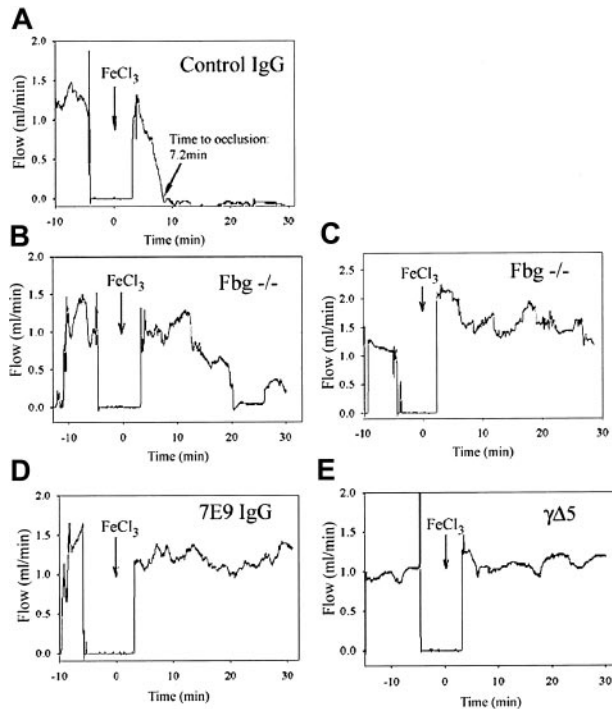 A
Control IgG
FeCl3
Time to occlusion:
7.2min
Flow (ml/min)
2.0
1.5
1.0
0.5
0.0
-10 0 10 20 30
Time (min)
B
Fbg -/-
FeCl3
Flow (ml/min)
2.0
1.5
1.0
0.5
0.0
-10 0 10 20 30
Time (min)
C
Fbg -/-
FeCl3
Flow (ml/min)
2.5
2.0
1.5
1.0
0.5
0.0
-10 0 10 20 30
Time (min)
D
7E9 IgG
FeCl3
Flow (ml/min)
2.0
1.5
1.0
0.5
0.0
-10 0 10 20 30
Time (min)
E
γΔ5
FeCl3
Flow (ml/min)
2.0
1.5
1.0
0.5
0.0
-10 0 10 20 30
Time (min)